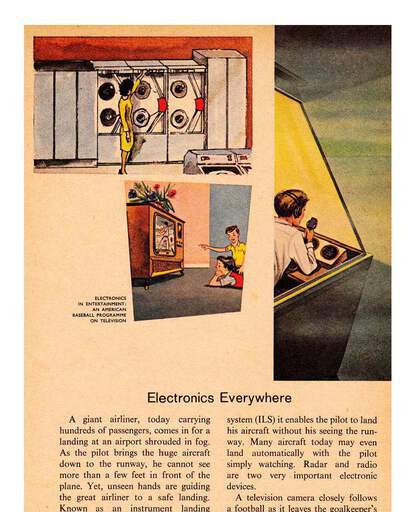 ELECTRONICS
IN ENTERTAINMENT:
AN AMERICAN
BASEBALL PROGRAMME
ON TELEVISION
Electronics Everywhere
A giant airliner, today carrying
hundreds of passengers, comes in for a
landing at an airport shrouded in fog.
As the pilot brings the huge aircraft
down to the runway, he cannot see
more than a few feet in front of the
plane. Yet, unseen hands are guiding
the great airliner to a safe landing.
Known as an instrument landing
system (ILS) it enables the pilot to land
his aircraft without his seeing the run-
way. Many aircraft today may even
land automatically with the pilot
simply watching. Radar and radio
are two very important electronic
devices.
A television camera closely follows
a football as it leaves the goalkeeper's